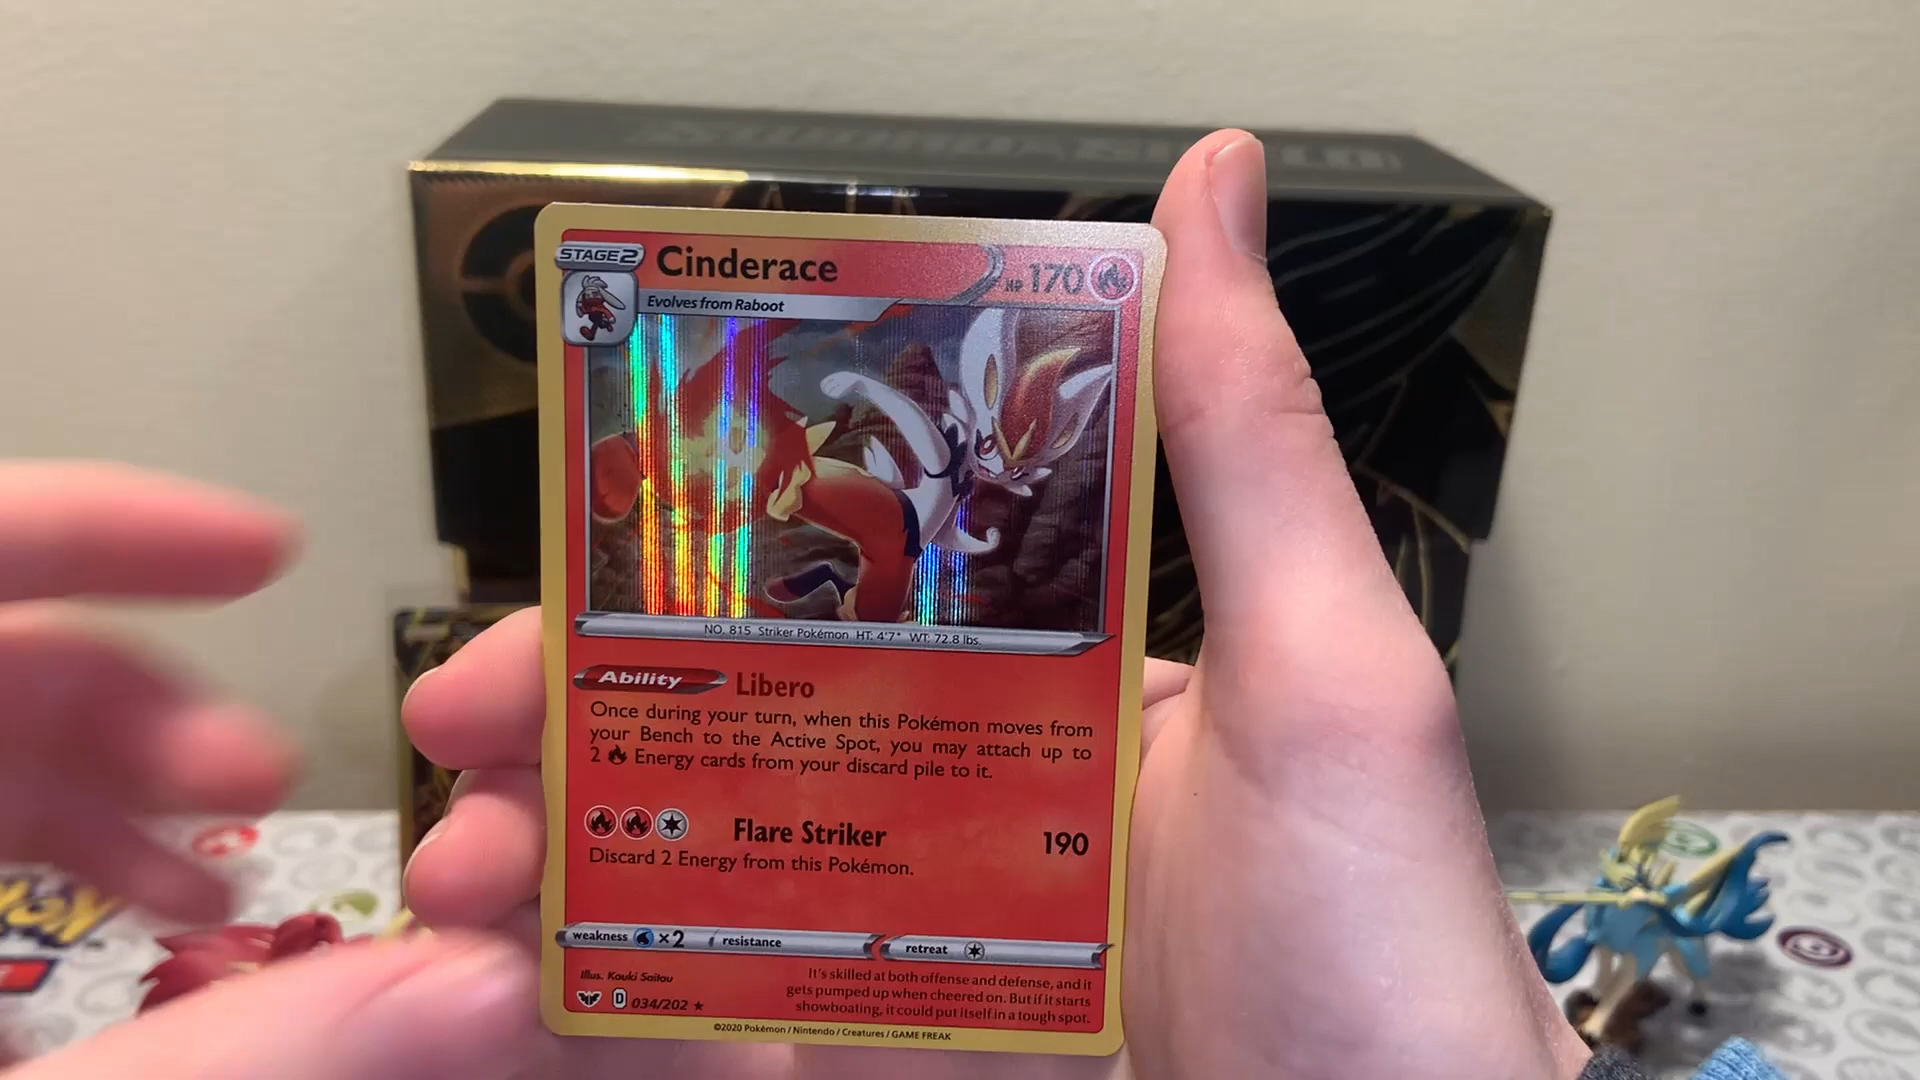 SWORD & SHIELD
STAGE2
Cinderace
HP 170
Evolves from Raboot
NO. 815 Striker Pokémon HT: 4'7" WT: 72.8 lbs.
Ability Libero
Once during your turn, when this Pokémon moves from
your Bench to the Active Spot, you may attach up to
2 Energy cards from your discard pile to it.
Flare Striker 190
Discard 2 Energy from this Pokémon.
weakness ×2 resistance retreat
Illus. Kouki Saitou
D 034/202 ★
It's skilled at both offense and defense, and it
gets pumped up when cheered on. But if it starts
showboating, it could put itself in a tough spot.
©2020 Pokémon / Nintendo / Creatures / GAME FREAK